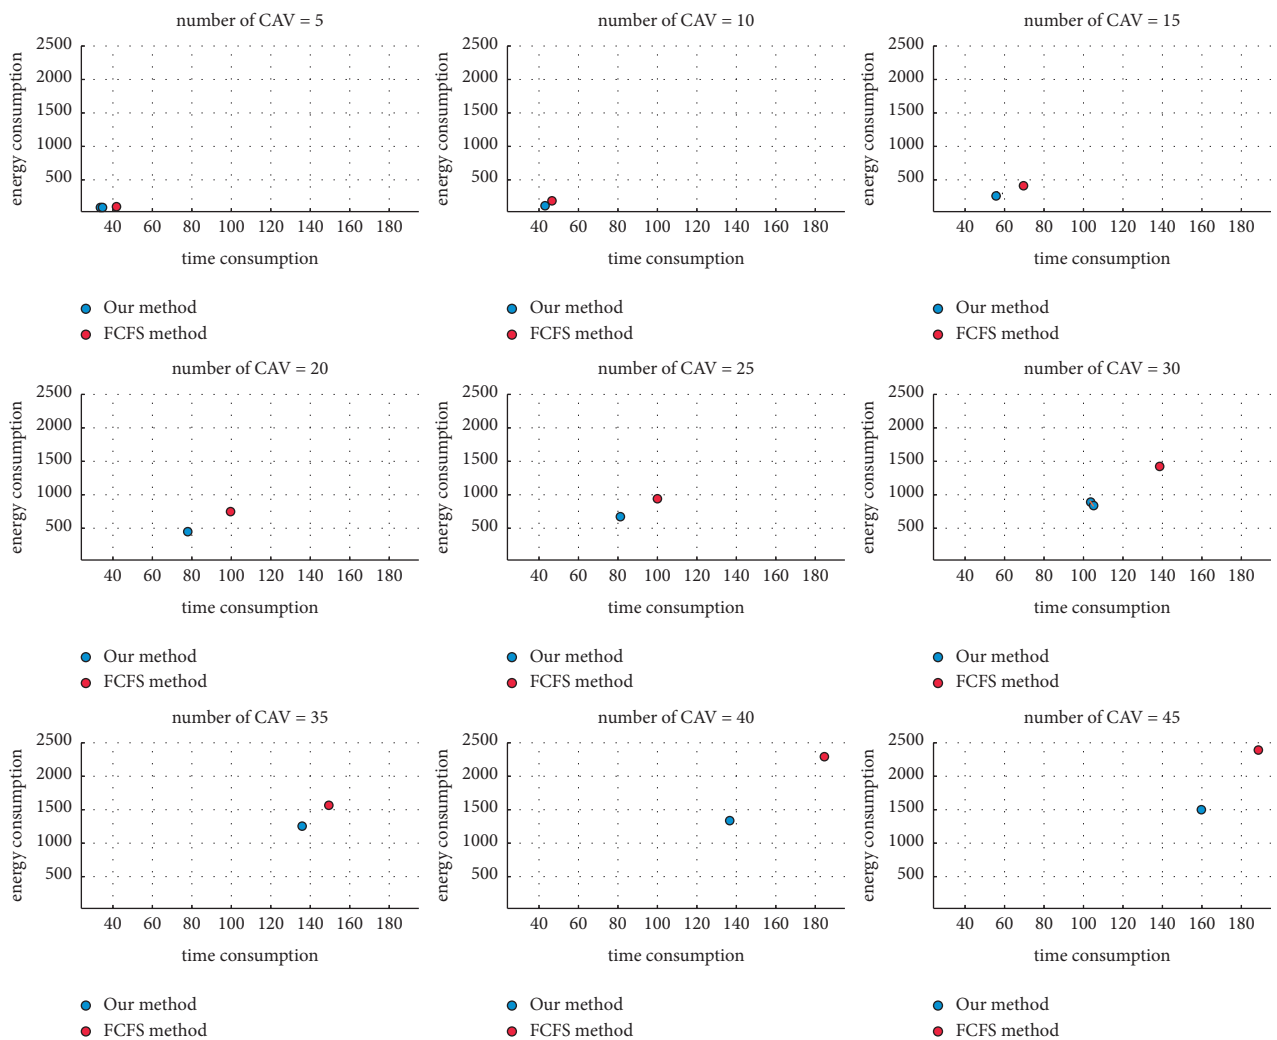 number of CAV = 5
2500
2000
1500
1000
500
energy consumption
40 60 80 100 120 140 160 180
time consumption
Our method
FCFS method
number of CAV = 10
2500
2000
1500
1000
500
energy consumption
40 60 80 100 120 140 160 180
time consumption
Our method
FCFS method
number of CAV = 15
2500
2000
1500
1000
500
energy consumption
40 60 80 100 120 140 160 180
time consumption
Our method
FCFS method
number of CAV = 20
2500
2000
1500
1000
500
energy consumption
40 60 80 100 120 140 160 180
time consumption
Our method
FCFS method
number of CAV = 25
2500
2000
1500
1000
500
energy consumption
40 60 80 100 120 140 160 180
time consumption
Our method
FCFS method
number of CAV = 30
2500
2000
1500
1000
500
energy consumption
40 60 80 100 120 140 160 180
time consumption
Our method
FCFS method
number of CAV = 35
2500
2000
1500
1000
500
energy consumption
40 60 80 100 120 140 160 180
time consumption
Our method
FCFS method
number of CAV = 40
2500
2000
1500
1000
500
energy consumption
40 60 80 100 120 140 160 180
time consumption
Our method
FCFS method
number of CAV = 45
2500
2000
1500
1000
500
energy consumption
40 60 80 100 120 140 160 180
time consumption
Our method
FCFS method